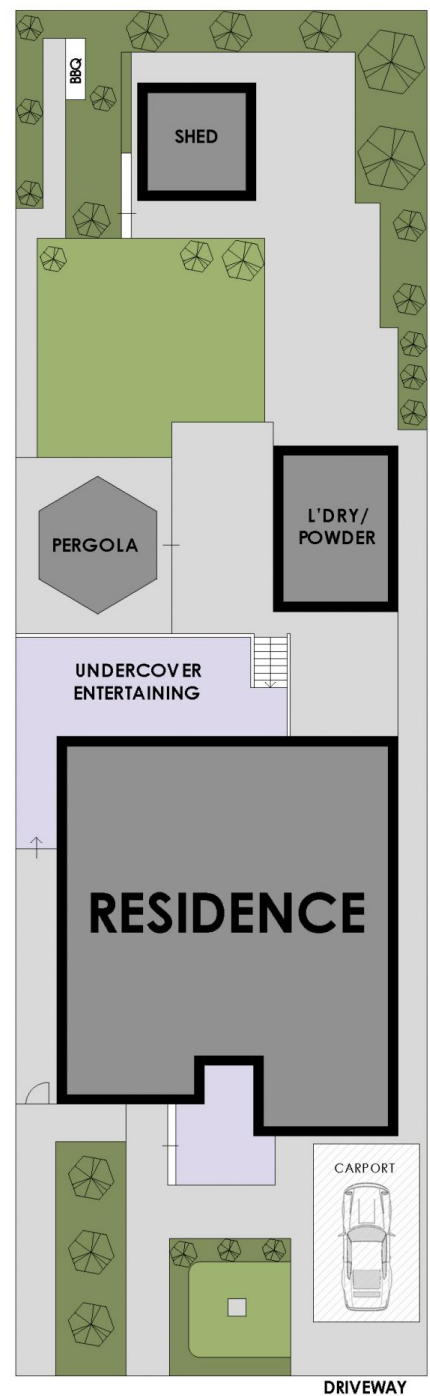 BBQ
SHED
L'DRY/
POWDER
PERGOLA
UNDERCOVER
ENTERTAINING
RESIDENCE
CARPORT
DRIVEWAY